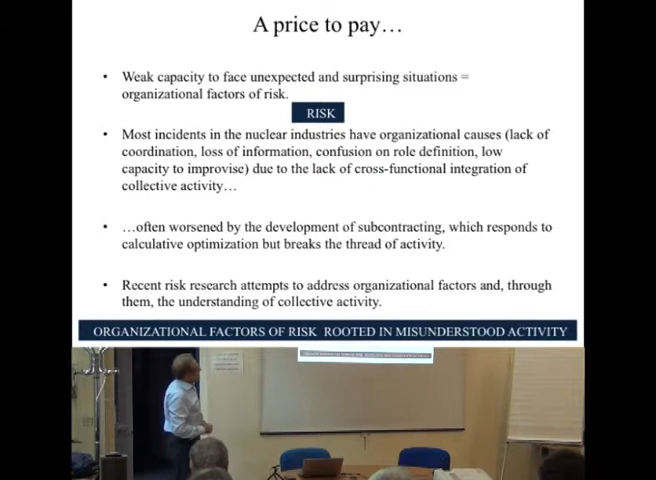 A price to pay…
• Weak capacity to face unexpected and surprising situations =
organizational factors of risk.
RISK
• Most incidents in the nuclear industries have organizational causes (lack of
coordination, loss of information, confusion on role definition, low
capacity to improvise) due to the lack of cross-functional integration of
collective activity…
• …often worsened by the development of subcontracting, which responds to
calculative optimization but breaks the thread of activity.
• Recent risk research attempts to address organizational factors and, through
them, the understanding of collective activity.
ORGANIZATIONAL FACTORS OF RISK ROOTED IN MISUNDERSTOOD ACTIVITY